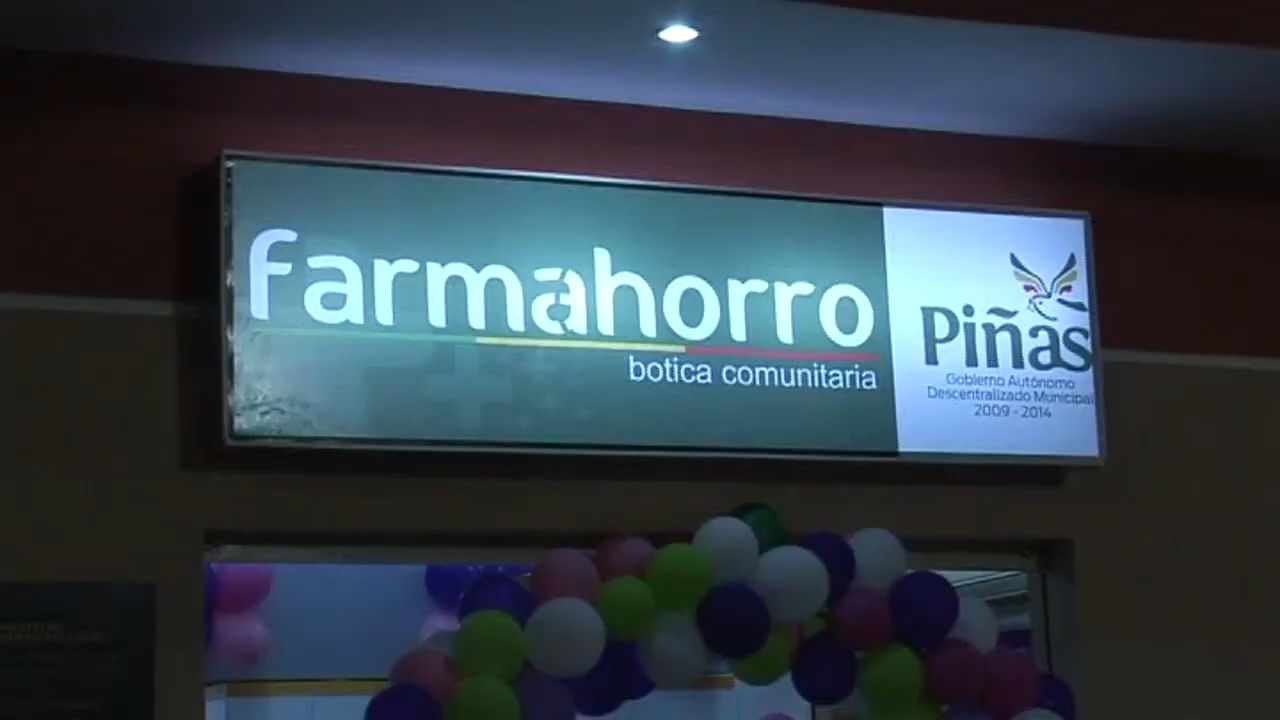 farmahorro
botica comunitaria
Piñas
Gobierno Autónomo
Descentralizado Municipal
2009 - 2014